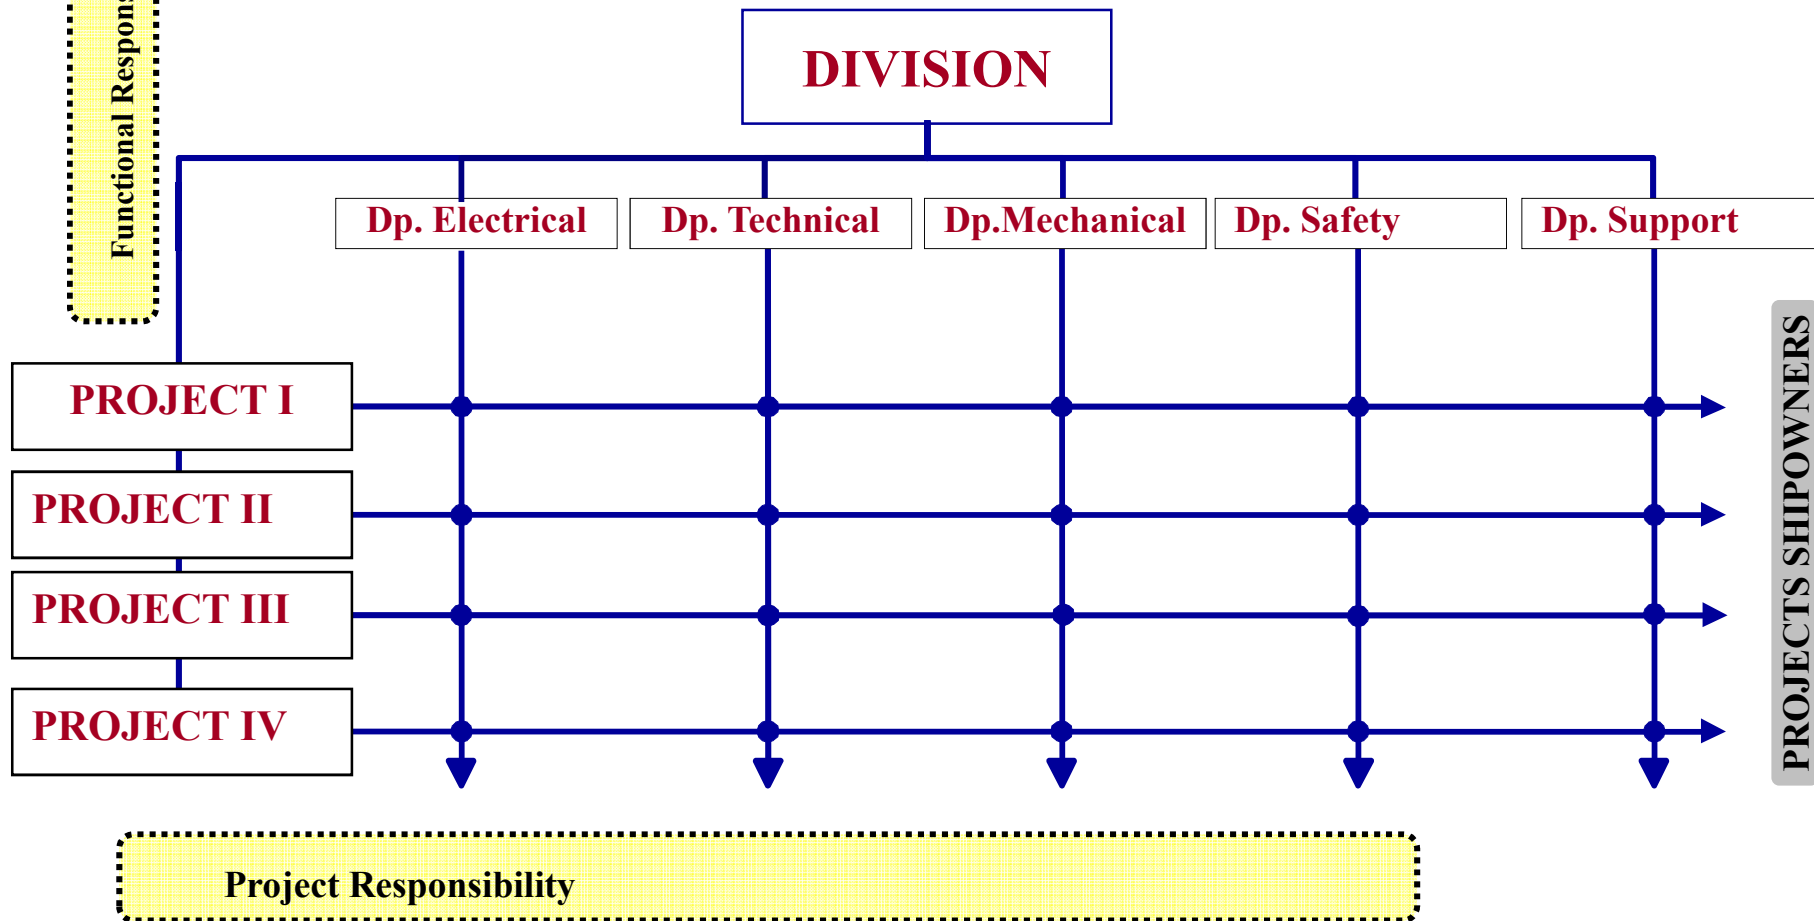 DIVISION
Functional
Dp. Electrical
Dp. Technical
Dp.Mechanical
Dp. Safety
Dp. Support
PROJECT I
PROJECT II
PROJECT III
PROJECT IV
PROJECTS SHIPOWNERS
Project Responsibility